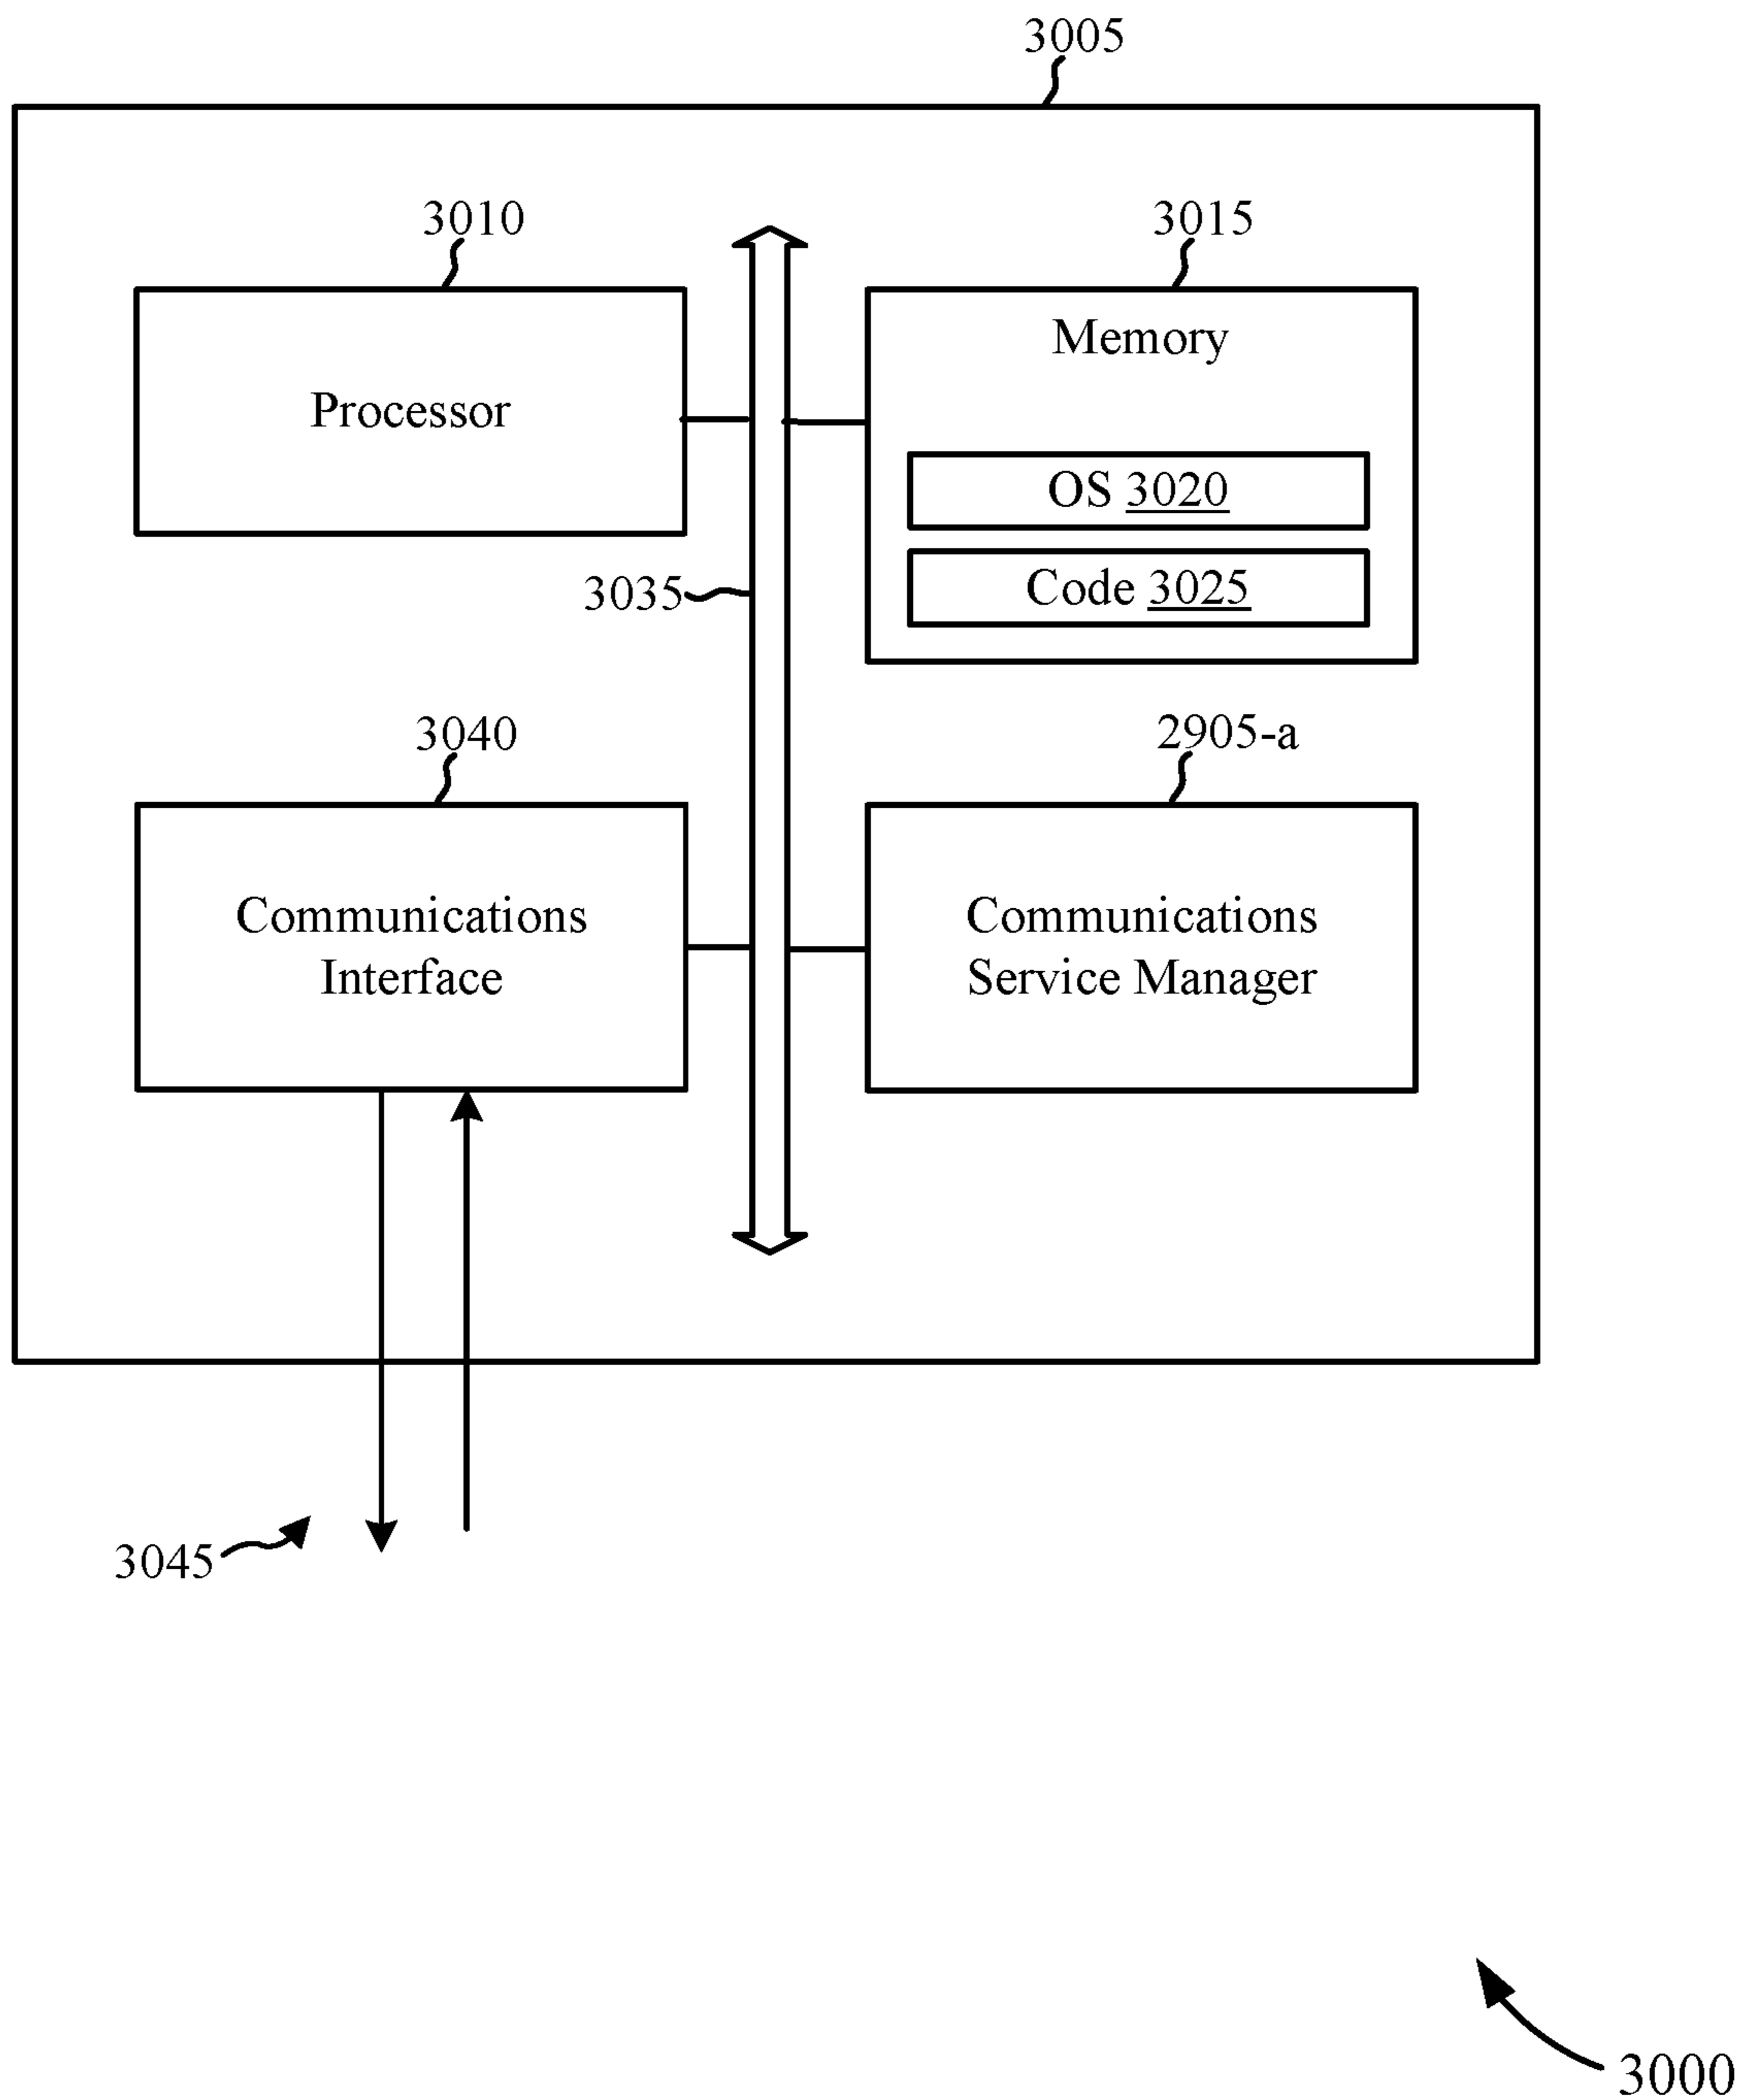 3005
3010
3015
Processor
Memory
OS 3020
Code 3025
3035
3040
2905-a
Communications
Interface
Communications
Service Manager
3045
3000